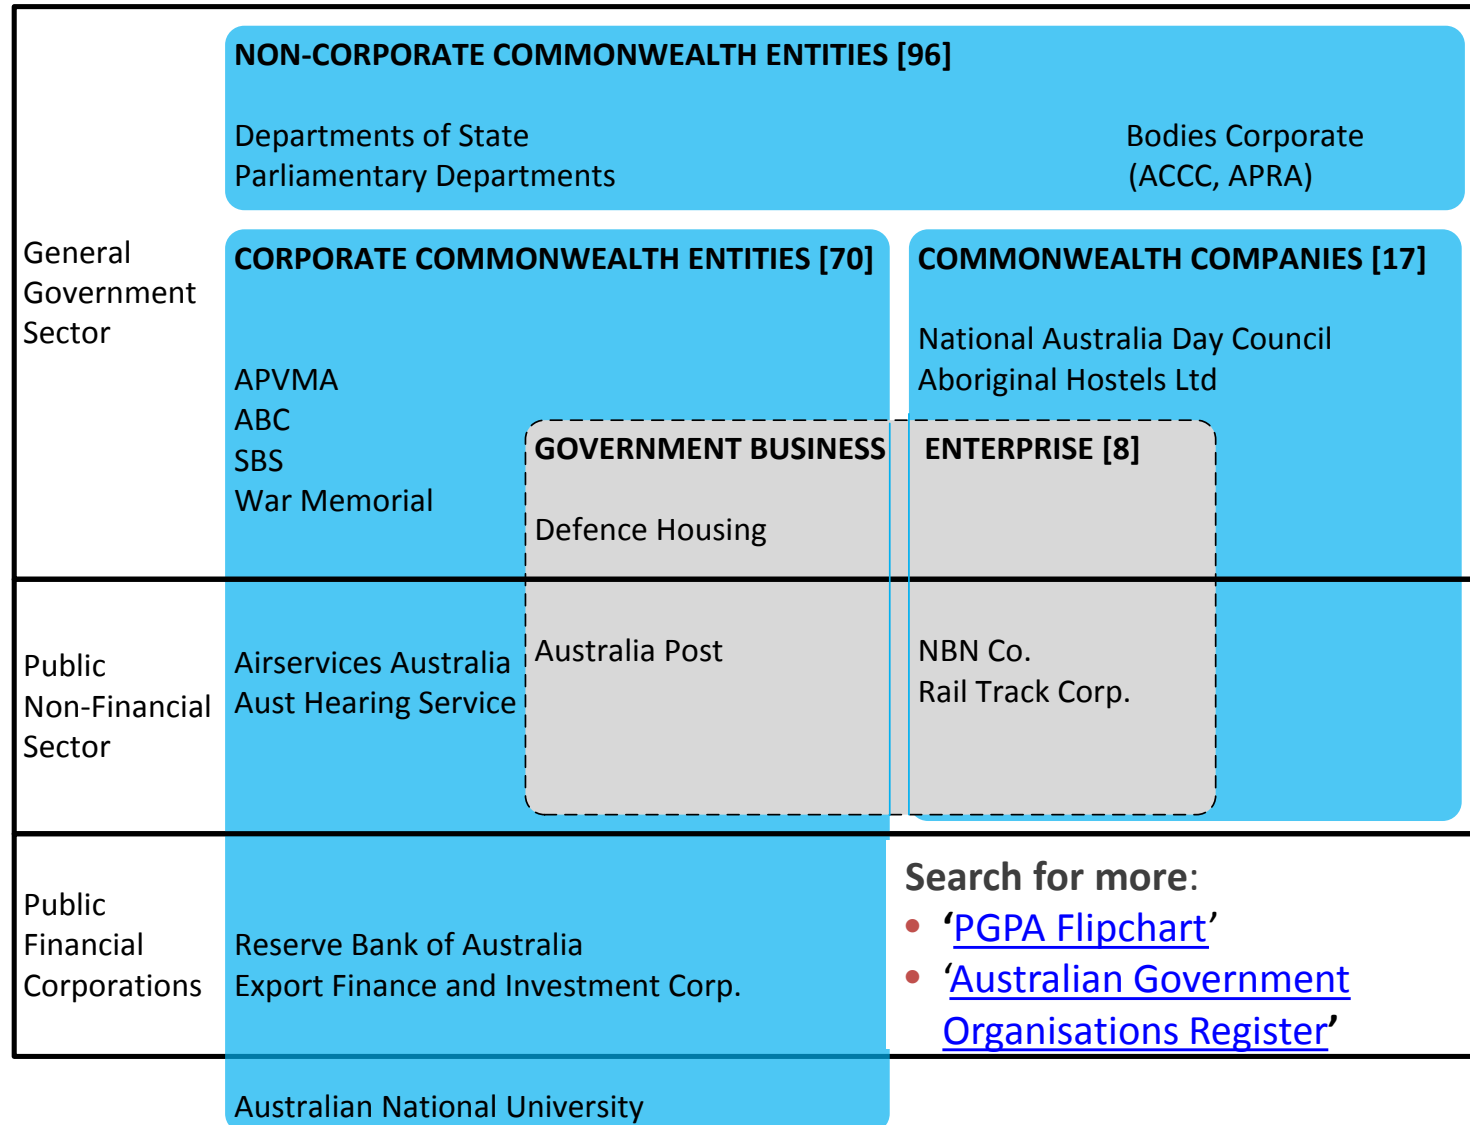 NON-CORPORATE COMMONWEALTH ENTITIES [96]
Departments of State
Parliamentary Departments
Bodies Corporate
(ACCC, APRA)
General
Government
Sector
CORPORATE COMMONWEALTH ENTITIES [70]
APVMA
ABC
SBS
War Memorial
COMMONWEALTH COMPANIES [17]
National Australia Day Council
Aboriginal Hostels Ltd
GOVERNMENT BUSINESS ENTERPRISE [8]
Defence Housing
Public
Non-Financial
Sector
Airservices Australia
Aust Hearing Service
Australia Post
NBN Co.
Rail Track Corp.
Public
Financial
Corporations
Reserve Bank of Australia
Export Finance and Investment Corp.
Search for more:
• ‘PGPA Flipchart’
• ‘Australian Government
Organisations Register’
Australian National University